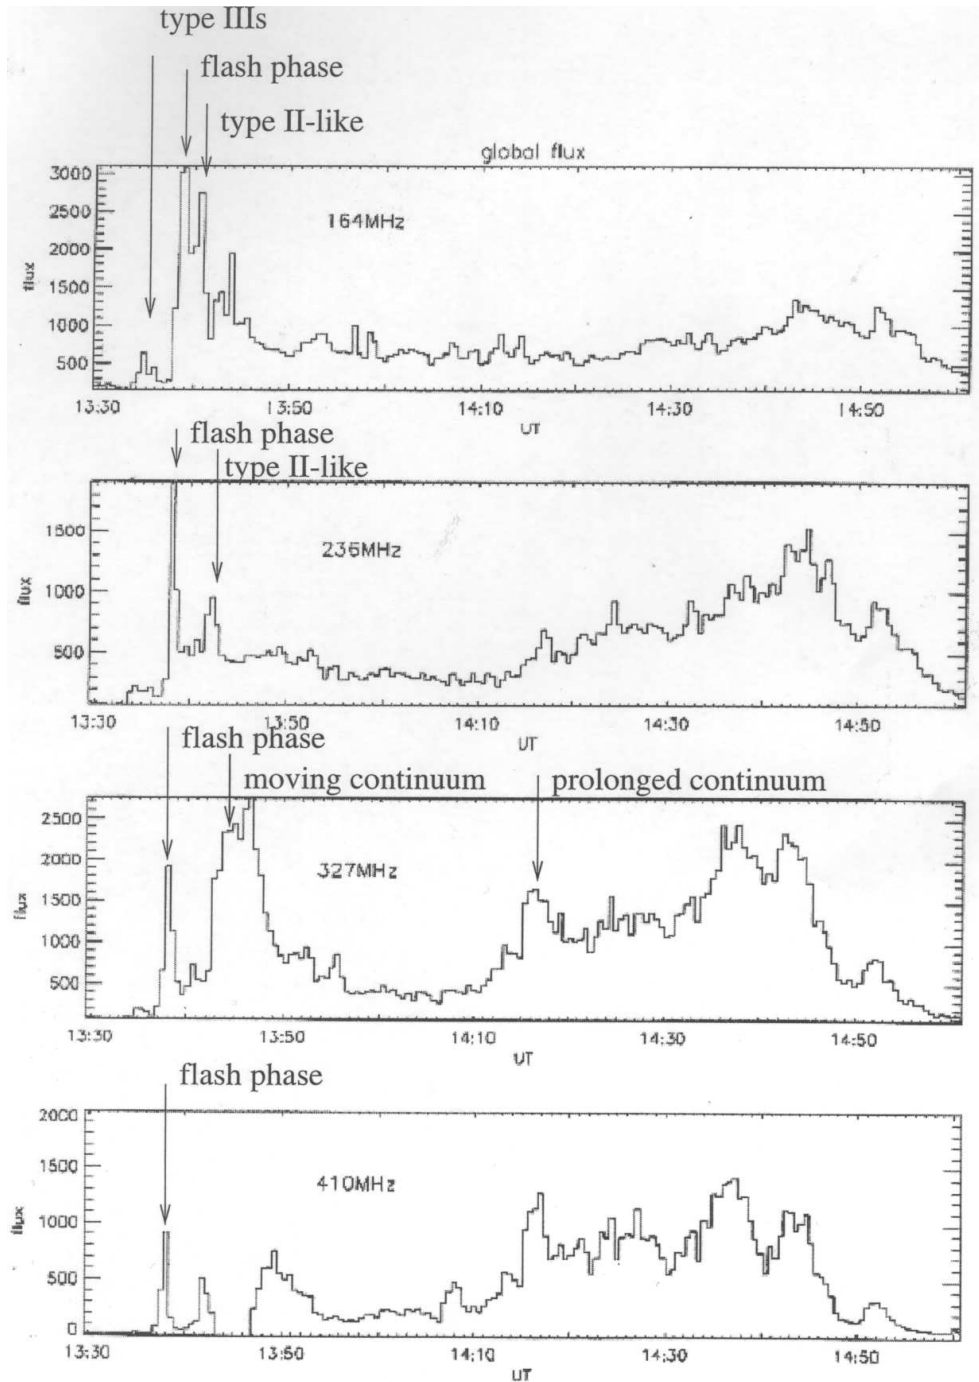 type IIIs
flash phase
type II-like
global flux
3000
2500
2000
1500
1000
500
flux
164MHz
13:30 13:50 14:10 14:30 14:50
UT
flash phase
type II-like
1500
1000
500
flux
236MHz
13:30 13:50 14:10 14:30 14:50
UT
flash phase
moving continuum prolonged continuum
2500
2000
1500
1000
500
flux
327MHz
13:30 13:50 14:10 14:30 14:50
UT
flash phase
2000
1500
1000
500
0
flux
410MHz
13:30 13:50 14:10 14:30 14:50
UT